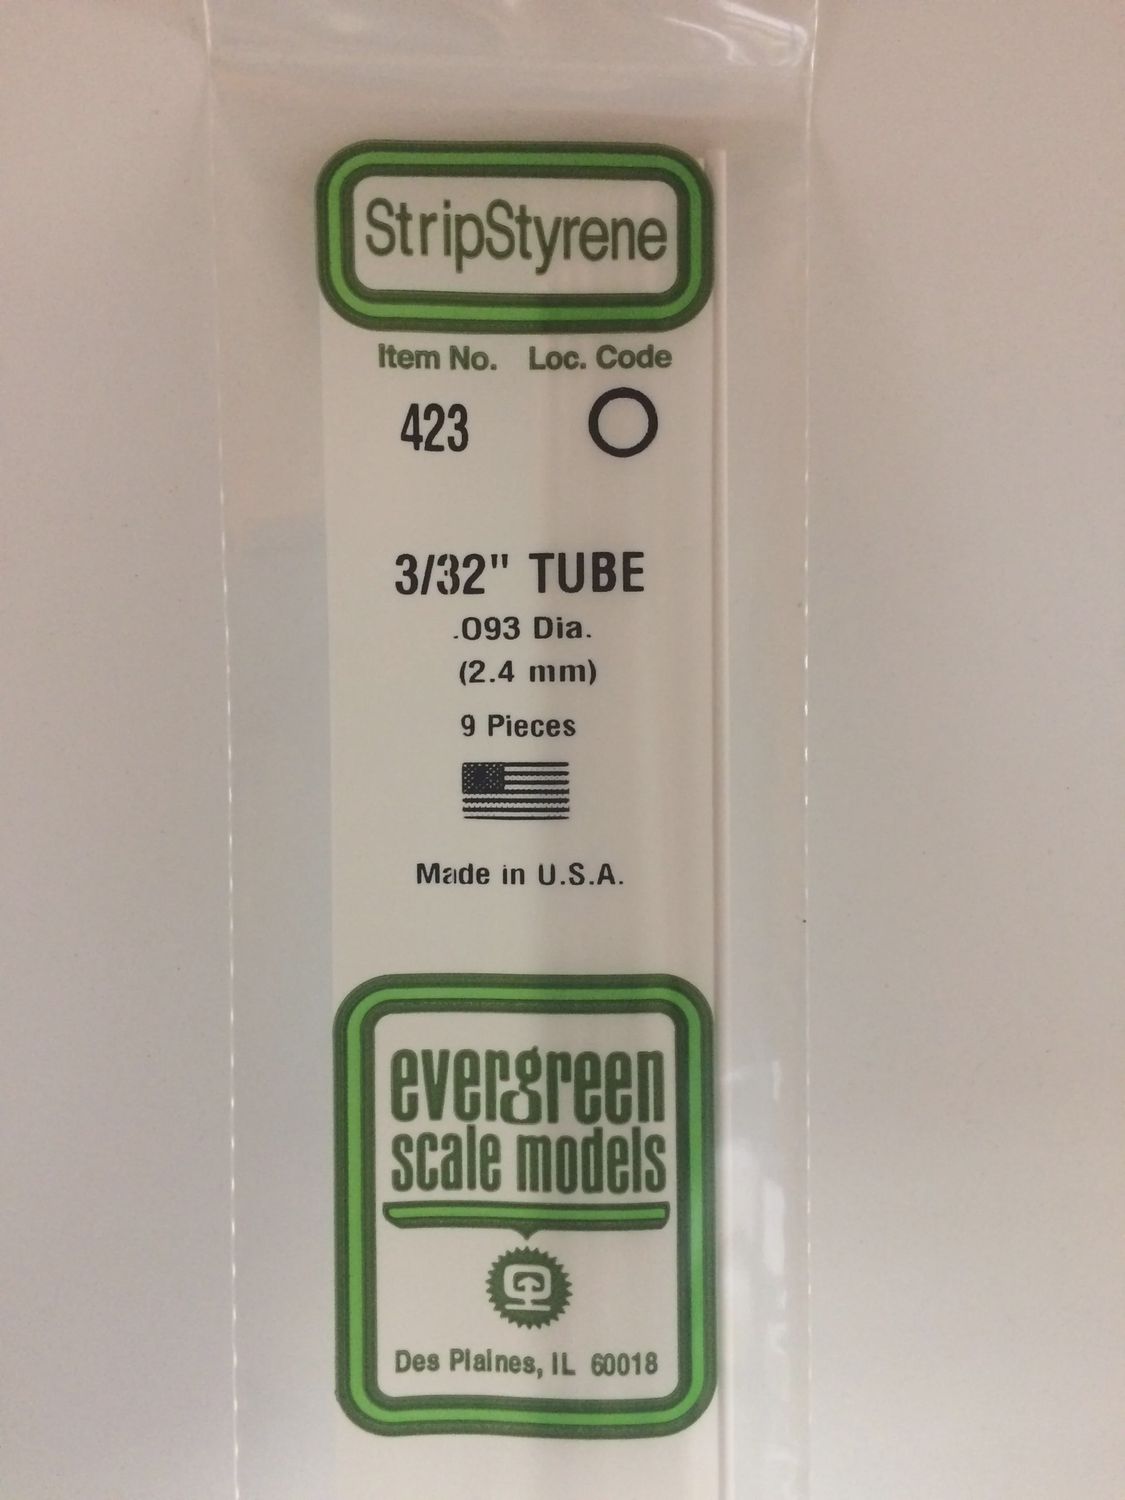 StripStyrene
Item No. Loc. Code
423
3/32" TUBE
.093 Dia.
(2.4 mm)
9 Pieces
Made in U.S.A.
evergreen
scale models
Des Plaines, IL 60018